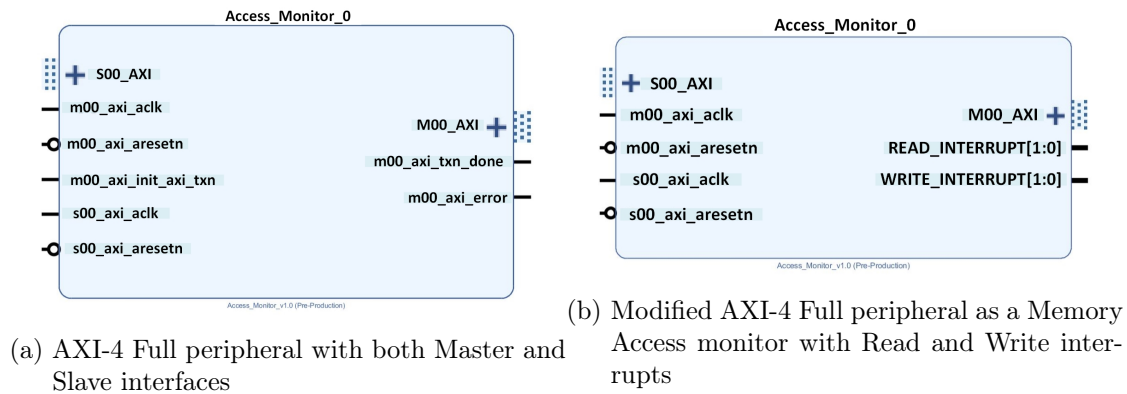 Access_Monitor_0
S00_AXI
m00_axi_aclk
m00_axi_aresetn
m00_axi_init_axi_txn
s00_axi_aclk
s00_axi_aresetn
M00_AXI
m00_axi_txn_done
m00_axi_error
Access_Monitor_v1.0 (Pre-Production)
(a) AXI-4 Full peripheral with both Master and
Slave interfaces
Access_Monitor_0
S00_AXI
m00_axi_aclk
m00_axi_aresetn
s00_axi_aclk
s00_axi_aresetn
M00_AXI
READ_INTERRUPT[1:0]
WRITE_INTERRUPT[1:0]
Access_Monitor_v1.0 (Pre-Production)
(b) Modified AXI-4 Full peripheral as a Memory
Access monitor with Read and Write inter-
rupts